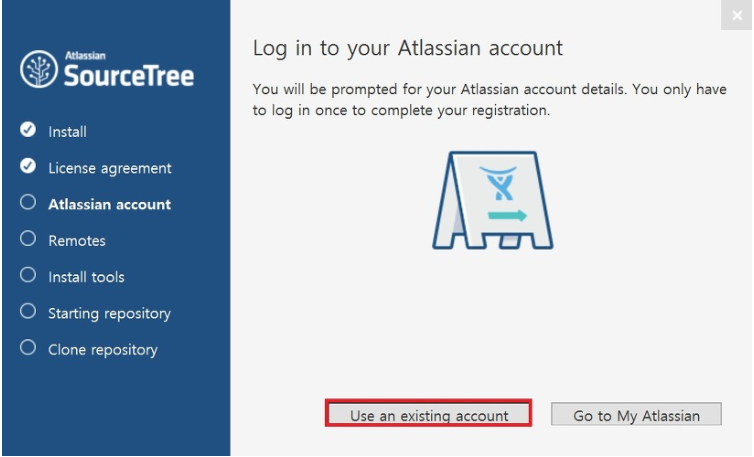 Atlassian
SourceTree
Install
License agreement
Atlassian account
Remotes
Install tools
Starting repository
Clone repository
Log in to your Atlassian account
You will be prompted for your Atlassian account details. You only have
to log in once to complete your registration.
Use an existing account
Go to My Atlassian